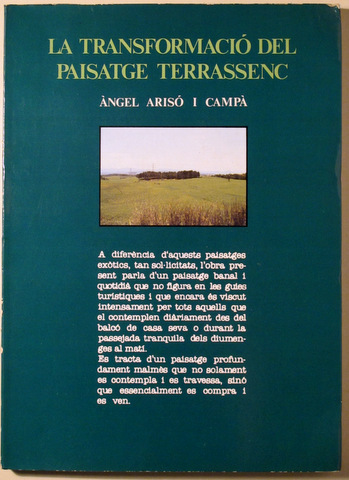 LA TRANSFORMACIÓ DEL
PAISATGE TERRASSENC
ÀNGEL ARISÓ I CAMPÀ
A diferència d'aquests paisatges
exòtics, tan sol·licitats, l'obra pre-
sent parla d'un paisatge banal i
quotidià que no figura en les guies
turístiques i que encara és viscut
intensament per tots aquells que
el contemplen diàriament des del
balcó de casa seva o durant la
passejada tranquila dels diumen-
ges al matí.
Es tracta d'un paisatge profun-
dament malmès que no solament
es contempla i es travessa, sinó
que essencialment es compra i
es ven.